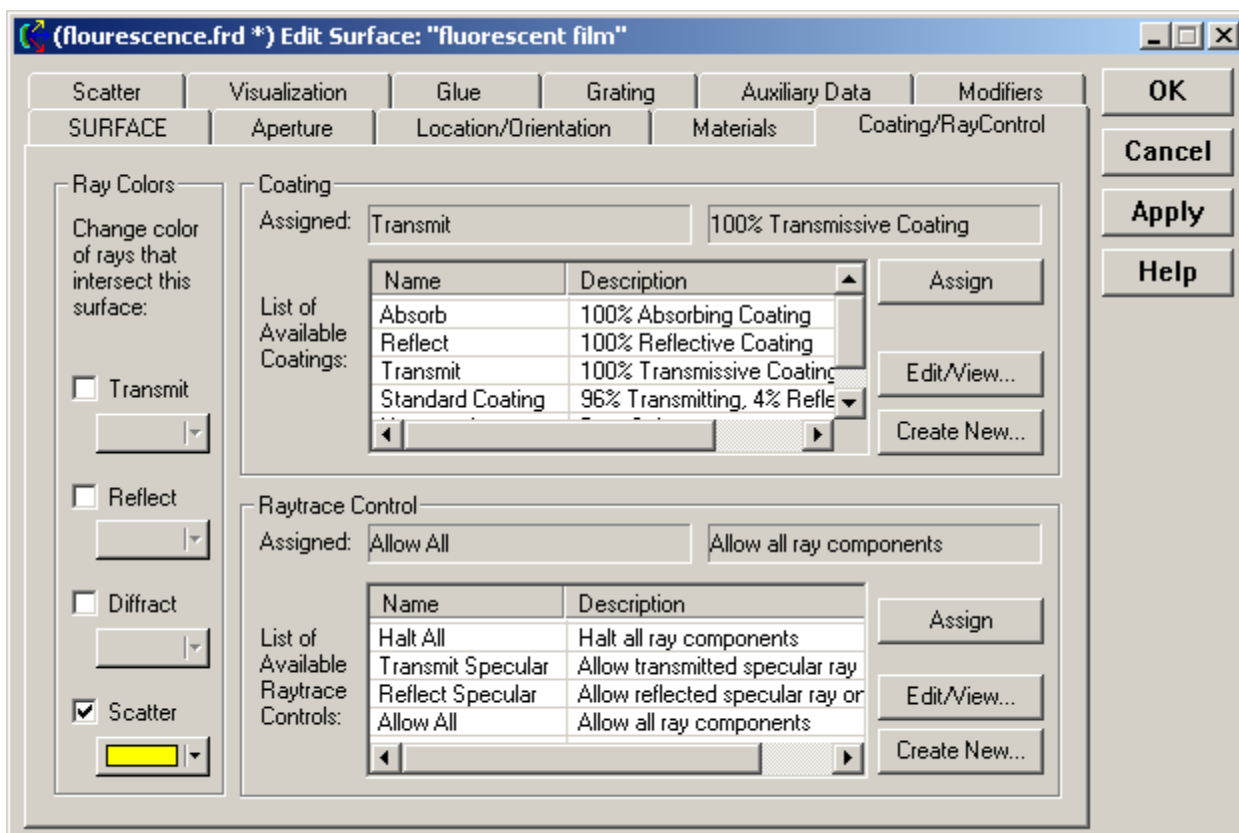 (flourescence.frd *) Edit Surface: "fluorescent film"
Scatter Visualization Glue Grating Auxiliary Data Modifiers
SURFACE Aperture Location/Orientation Materials Coating/RayControl
OK
Cancel
Apply
Help
Ray Colors
Change color
of rays that
intersect this
surface:
Transmit
Reflect
Diffract
Scatter
Coating
Assigned: Transmit 100% Transmissive Coating
List of
Available
Coatings:
Name Description
Absorb 100% Absorbing Coating
Reflect 100% Reflective Coating
Transmit 100% Transmissive Coating
Standard Coating 96% Transmitting, 4% Refle
Assign
Edit/View...
Create New...
Raytrace Control
Assigned: Allow All Allow all ray components
List of
Available
Raytrace
Controls:
Name Description
Halt All Halt all ray components
Transmit Specular Allow transmitted specular ray
Reflect Specular Allow reflected specular ray or
Allow All Allow all ray components
Assign
Edit/View...
Create New...